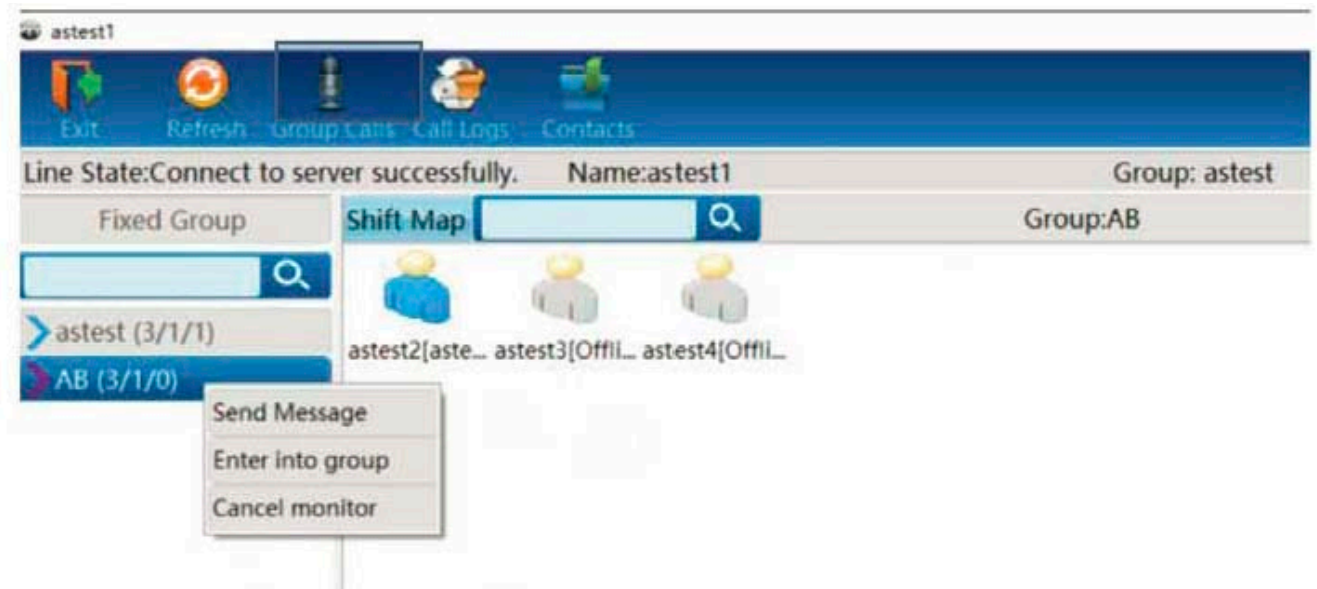 astest1
Exit Refresh Group Calls Call Logs Contacts
Line State:Connect to server successfully. Name:astest1 Group: astest
Fixed Group Shift Map Group:AB
astest (3/1/1)
AB (3/1/0)
astest2[aste... astest3[Offli... astest4[Offli...
Send Message
Enter into group
Cancel monitor